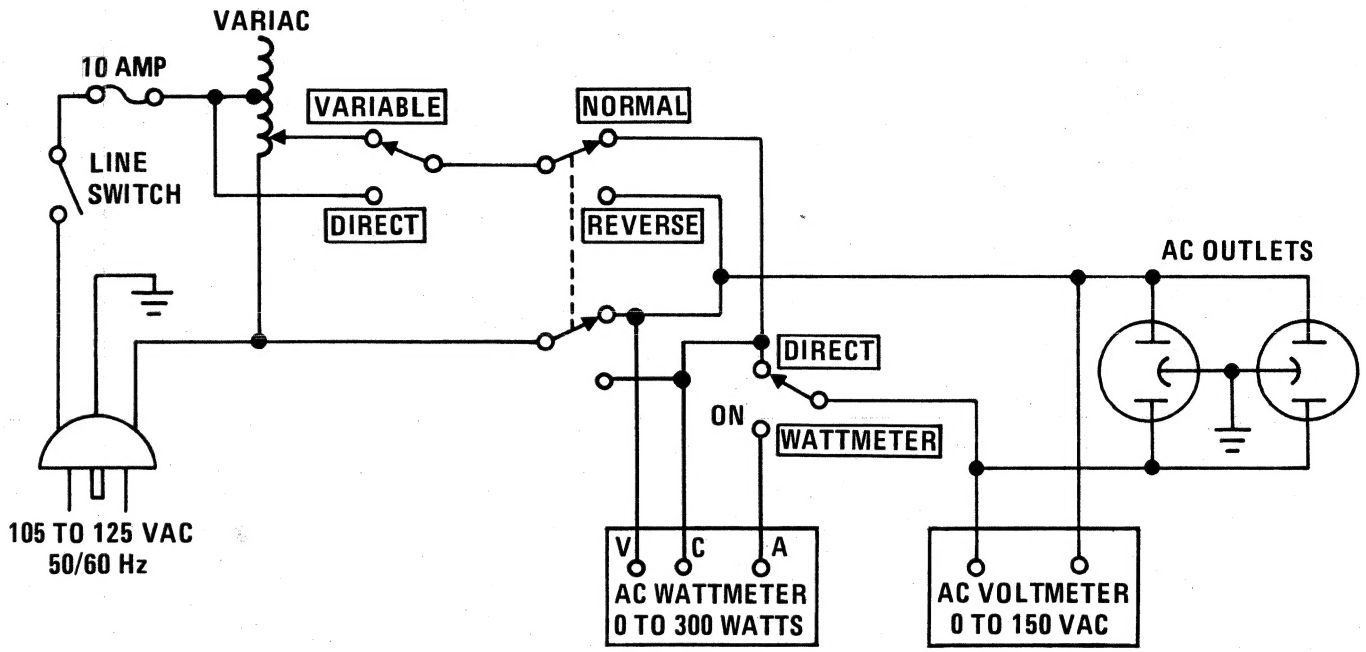 VARIAC
10 AMP
VARIABLE
NORMAL
LINE
SWITCH
DIRECT
REVERSE
AC OUTLETS
DIRECT
ON
WATTMETER
105 TO 125 VAC
50/60 Hz
V C A
AC WATTMETER
0 TO 300 WATTS
AC VOLTMETER
0 TO 150 VAC